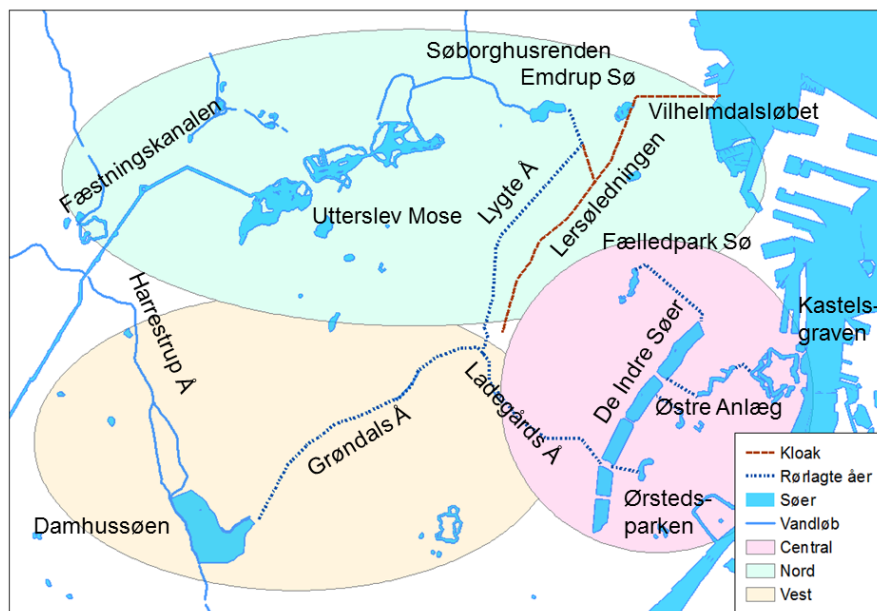 Søborghusrenden
Emdrup Sø
Vilhelmdalsløbet
Fæstningskanalen
Lygte Å
Lersøledningen
Utterslev Mose
Fælledpark Sø
Harrestrup Å
Kastels-
graven
De Indre Søer
Ladegårds Å
Østre Anlæg
Grøndals Å
Ørsteds-
parken
Damhussøen
Kloak
Rørlagte åer
Søer
Vandløb
Central
Nord
Vest